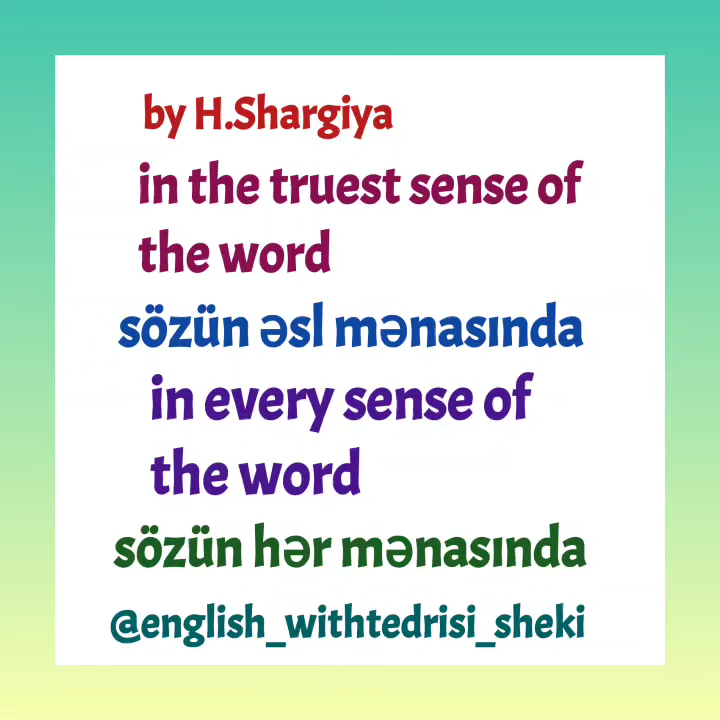 by H.Shargiya
in the truest sense of
the word
sözün əsl mənasında
in every sense of
the word
sözün hər mənasında
@english_withtedrisi_sheki